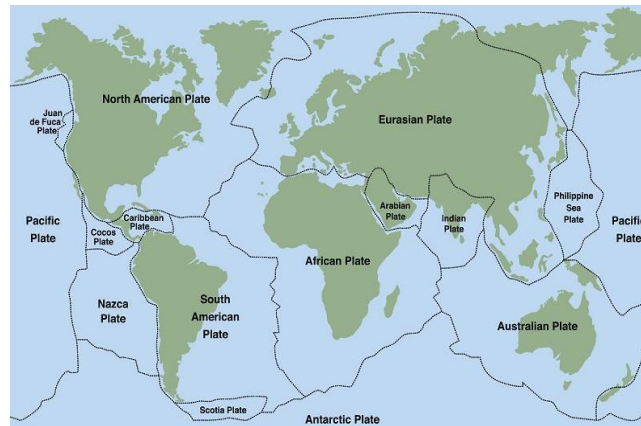 North American Plate
Juan
de Fuca
Plate
Eurasian Plate
Caribbean
Plate
Arabian
Plate
Indian
Plate
Philippine
Sea
Plate
Pacific
Plate
Cocos
Plate
Pacific
Plate
African Plate
Nazca
Plate
South
American
Plate
Australian Plate
Scotia Plate
Antarctic Plate